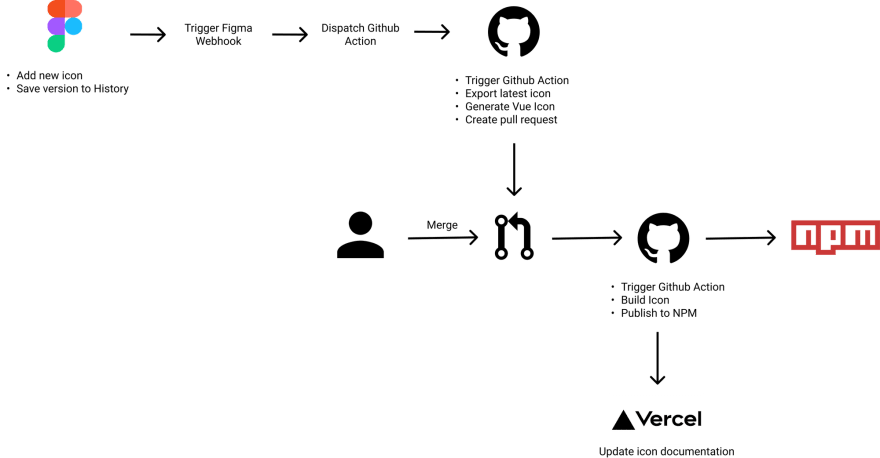 Trigger Figma
Webhook
Dispatch Github
Action
• Add new icon
• Save version to History
• Trigger Github Action
• Export latest icon
• Generate Vue Icon
• Create pull request
Merge
npm
• Trigger Github Action
• Build Icon
• Publish to NPM
Vercel
Update icon documentation